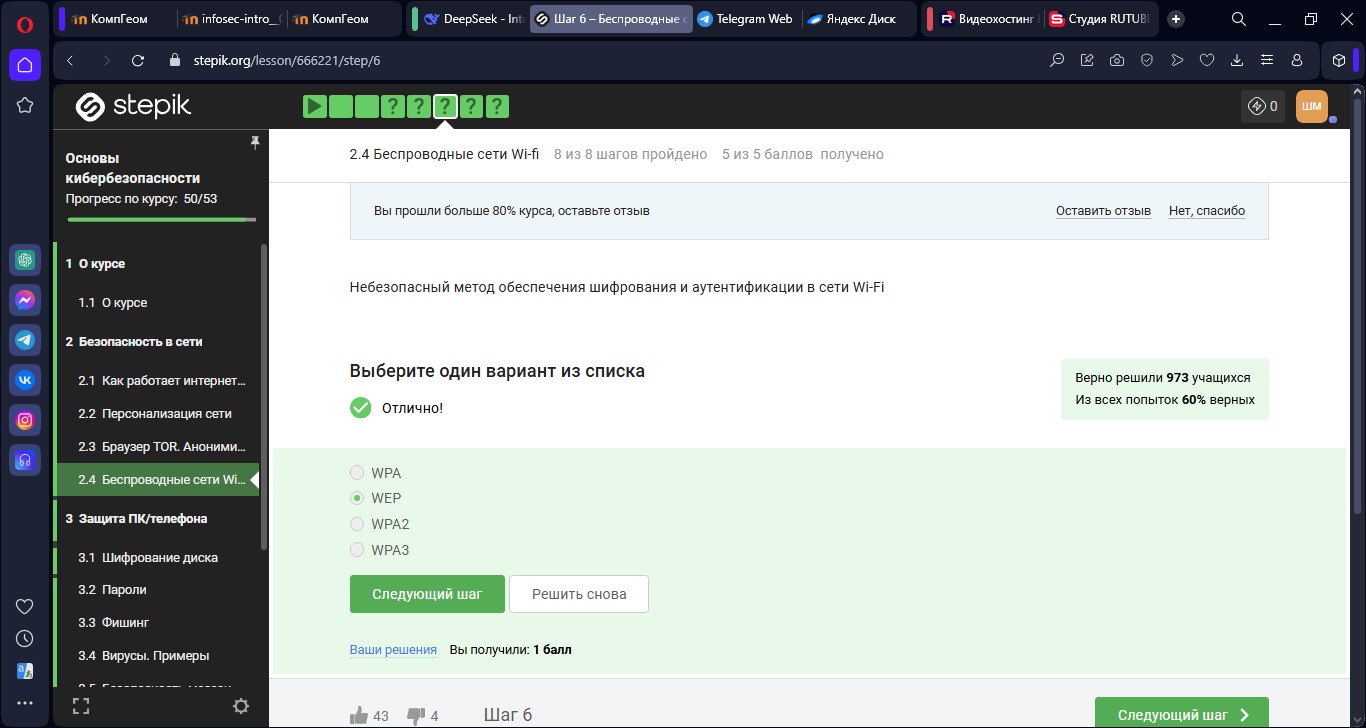 КомпГеом
infosec-intro_
КомпГеом
DeepSeek - Int
Шаг 6 – Беспроводные
Telegram Web
Яндекс Диск
Видеохостинг
Студия RUTUBE
stepik.org/lesson/666221/step/6
stepik
? ? ? ? ?
0
ШМ
Основы
кибербезопасности
Прогресс по курсу: 50/53
1 О курсе
1.1 О курсе
2 Безопасность в сети
2.1 Как работает интернет...
2.2 Персонализация сети
2.3 Браузер TOR. Аноними...
2.4 Беспроводные сети Wi...
3 Защита ПК/телефона
3.1 Шифрование диска
3.2 Пароли
3.3 Фишинг
3.4 Вирусы. Примеры
2.4 Беспроводные сети Wi-fi 8 из 8 шагов пройдено 5 из 5 баллов получено
Вы прошли больше 80% курса, оставьте отзыв
Оставить отзыв Нет, спасибо
Небезопасный метод обеспечения шифрования и аутентификации в сети Wi-Fi
Выберите один вариант из списка
Отлично!
Верно решили 973 учащихся
Из всех попыток 60% верных
WPA
WEP
WPA2
WPA3
Следующий шаг
Решить снова
Ваши решения Вы получили: 1 балл
43 4 Шаг 6
Следующий шаг